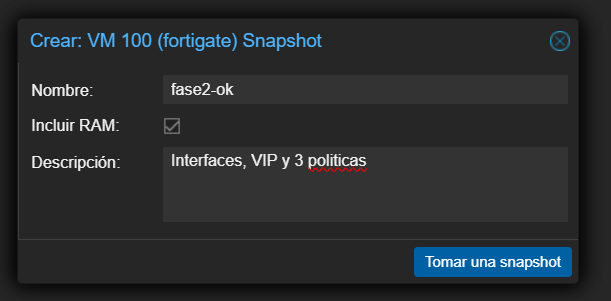 Crear: VM 100 (fortigate) Snapshot
Nombre: fase2-ok
Incluir RAM:
Descripción: Interfaces, VIP y 3 politicas
Tomar una snapshot